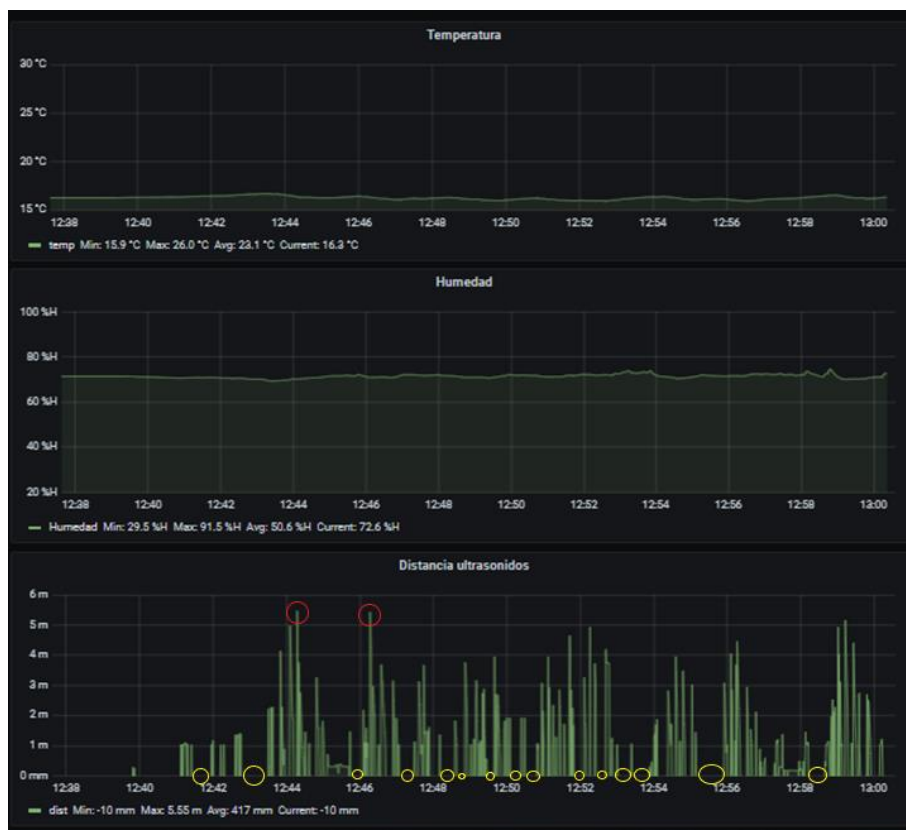 Temperatura
30 °C
25 °C
20 °C
15 °C
12:38 12:40 12:42 12:44 12:46 12:48 12:50 12:52 12:54 12:56 12:58 13:00
temp Min: 15.9 °C Max: 26.0 °C Avg: 23.1 °C Current: 16.3 °C
Humedad
100 %H
80 %H
60 %H
40 %H
20 %H
12:38 12:40 12:42 12:44 12:46 12:48 12:50 12:52 12:54 12:56 12:58 13:00
Humedad Min: 29.5 %H Max: 91.5 %H Avg: 50.6 %H Current: 72.6 %H
Distancia ultrasonidos
6 m
5 m
4 m
3 m
2 m
1 m
0 mm
12:38 12:40 12:42 12:44 12:46 12:48 12:50 12:52 12:54 12:56 12:58 13:00
dist Min: -10 mm Max: 5.55 m Avg: 417 mm Current: -10 mm